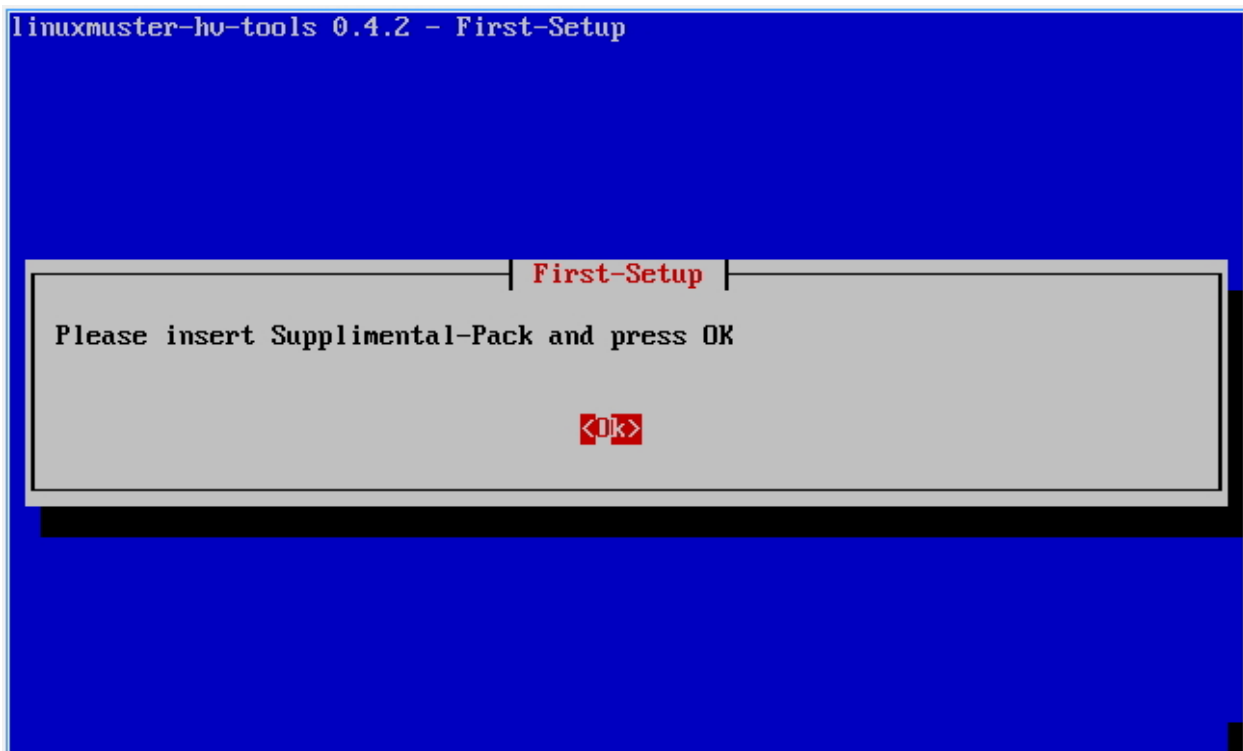 linuxmuster-hv-tools 0.4.2 - First-Setup
First-Setup
Please insert Supplimental-Pack and press OK
<Ok>